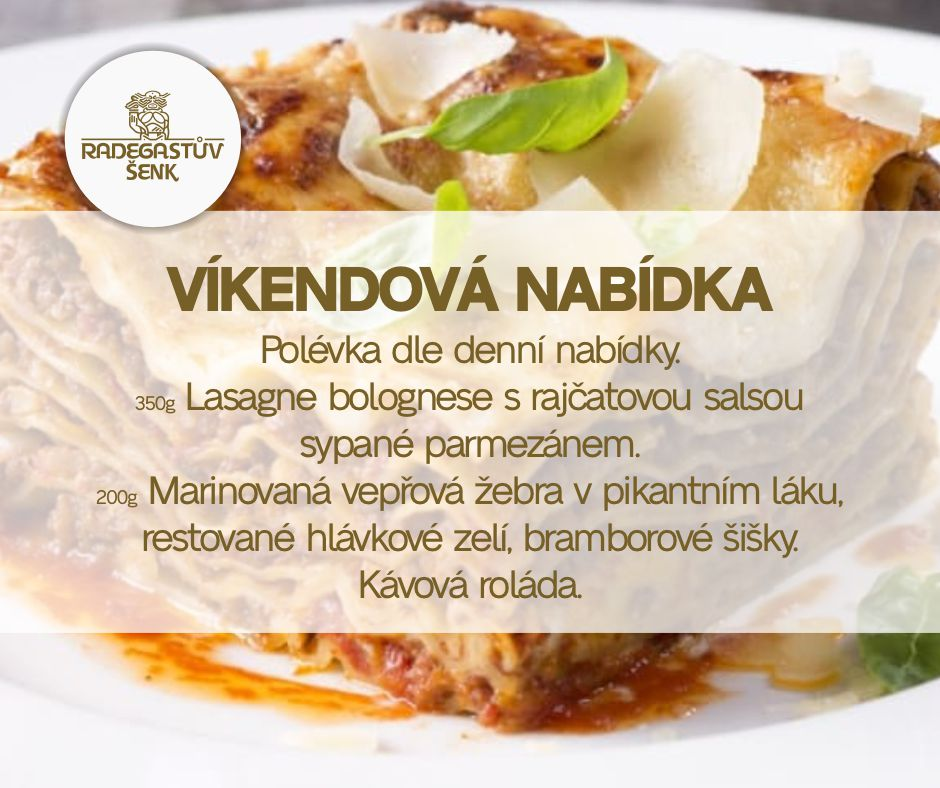 RADEGASTŮV
ŠENK
VÍKENDOVÁ NABÍDKA
Polévka dle denní nabídky.
350g Lasagne bolognese s rajčatovou salsou
sypané parmezánem.
200g Marinovaná vepřová žebra v pikantním láku,
restované hlávkové zelí, bramborové šišky.
Kávová roláda.